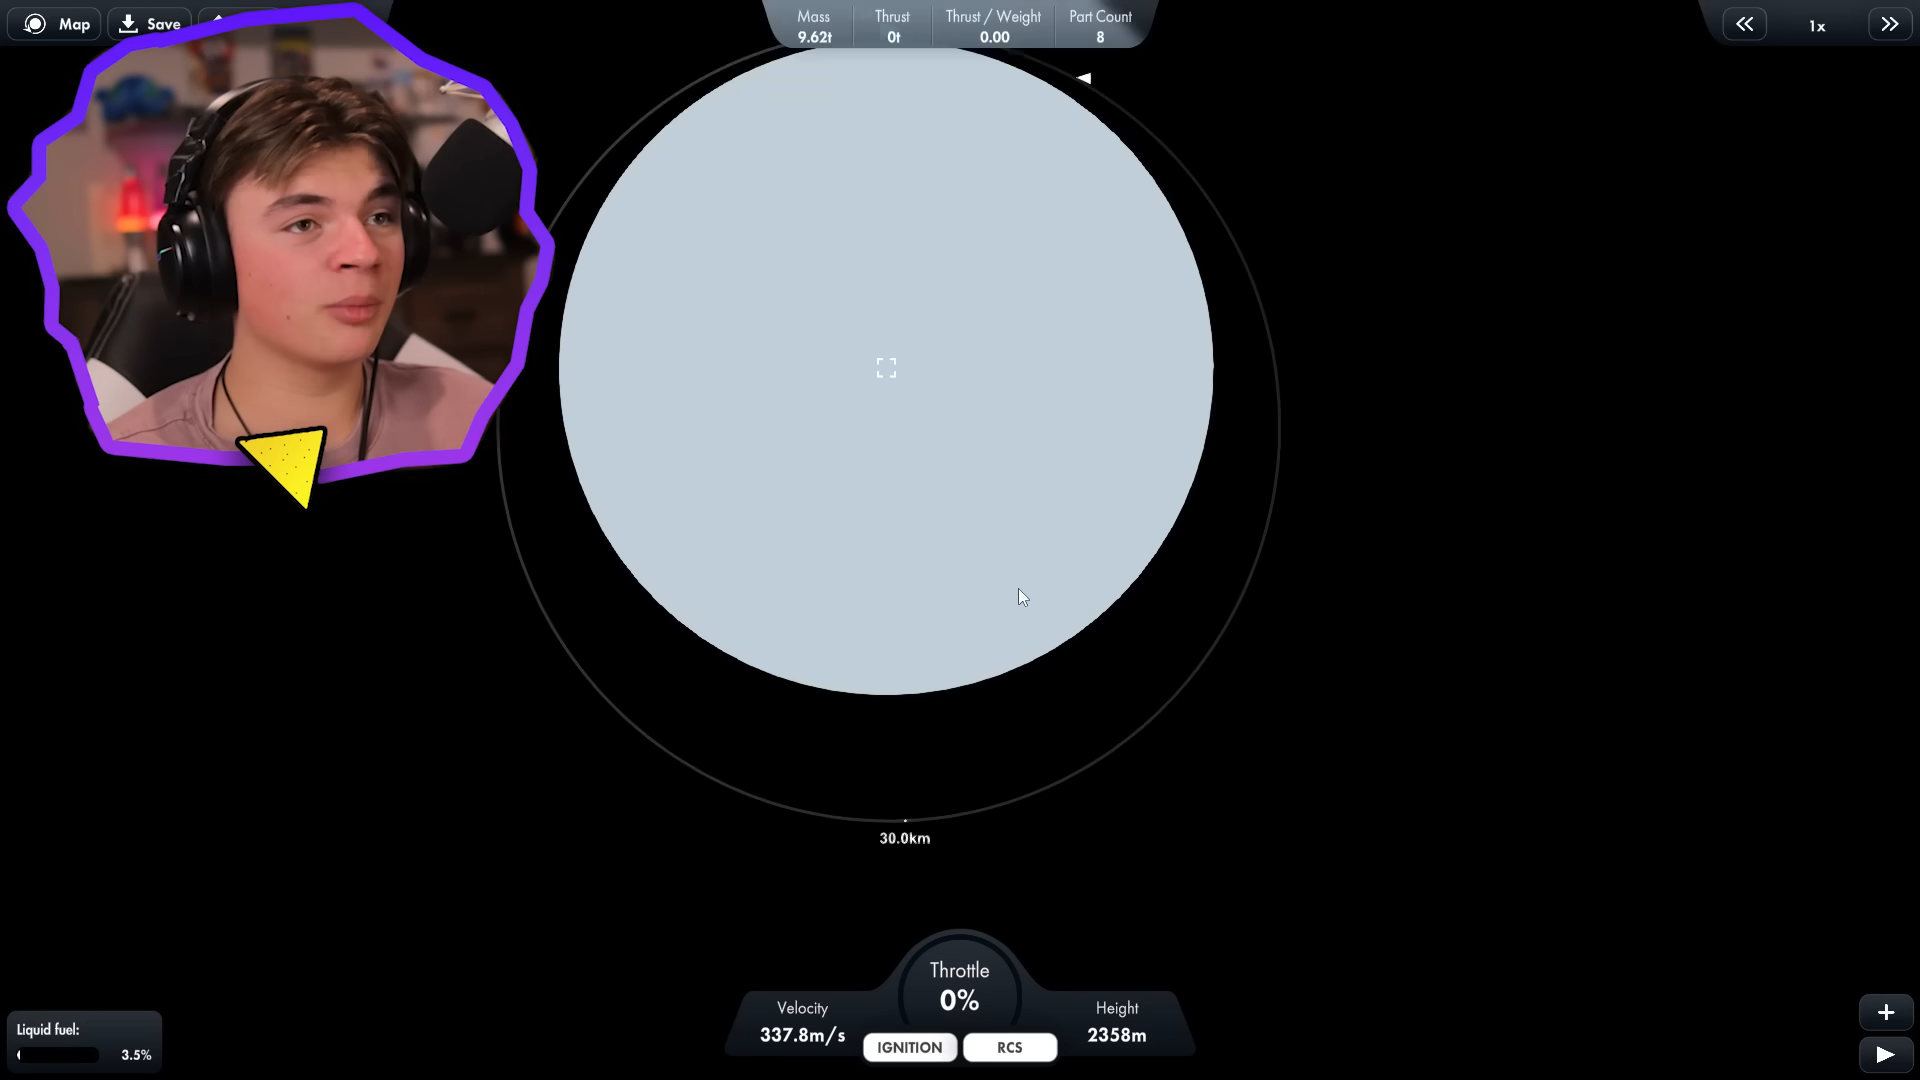 Map
Save
Mass
9.62t
Thrust
0t
Thrust / Weight
0.00
Part Count
8
1x
30.0km
Throttle
0%
Velocity
337.8m/s
IGNITION
RCS
Height
2358m
Liquid fuel:
3.5%